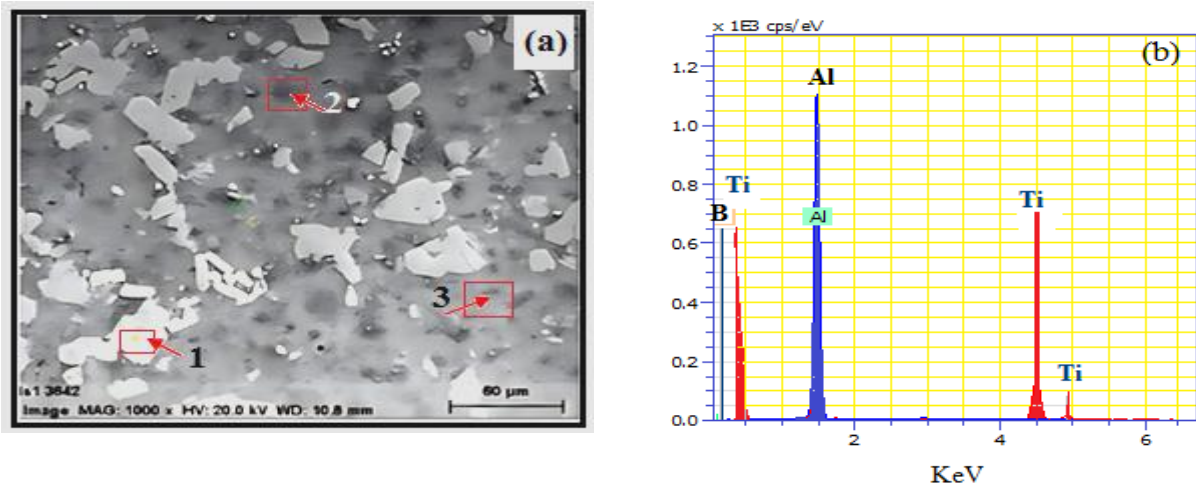 (a)
2
3
1
ls1 3642
Image MAG: 1000 x HV: 20.0 kV WD: 10.8 mm
60 µm
x 1E3 cps/eV
(b)
Al
1.2
1.0
0.8
Ti
B
Al
Ti
0.6
0.4
0.2
Ti
0.0
2
4
6
KeV